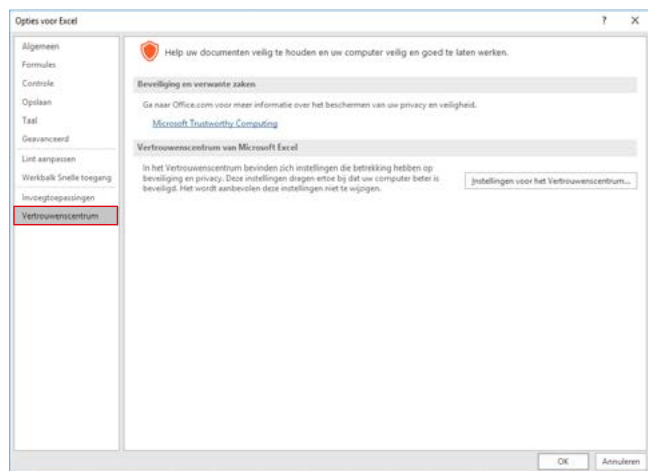 Opties voor Excel
?
Algemeen
Formules
Controle
Opslaan
Taal
Geavanceerd
Lint aanpassen
Werkbalk Snelle toegang
Invoegtoepassingen
Vertrouwenscentrum
Help uw documenten veilig te houden en uw computer veilig en goed te laten werken.
Beveiliging en verwante zaken
Ga naar Office.com voor meer informatie over het beschermen van uw privacy en veiligheid.
Microsoft Trustworthy Computing
Vertrouwenscentrum van Microsoft Excel
In het Vertrouwenscentrum bevinden zich instellingen die betrekking hebben op
beveiliging en privacy. Deze instellingen dragen ertoe bij dat uw computer beter is
beveiligd. Het wordt aanbevolen deze instellingen niet te wijzigen.
Instellingen voor het Vertrouwenscentrum...
OK
Annuleren